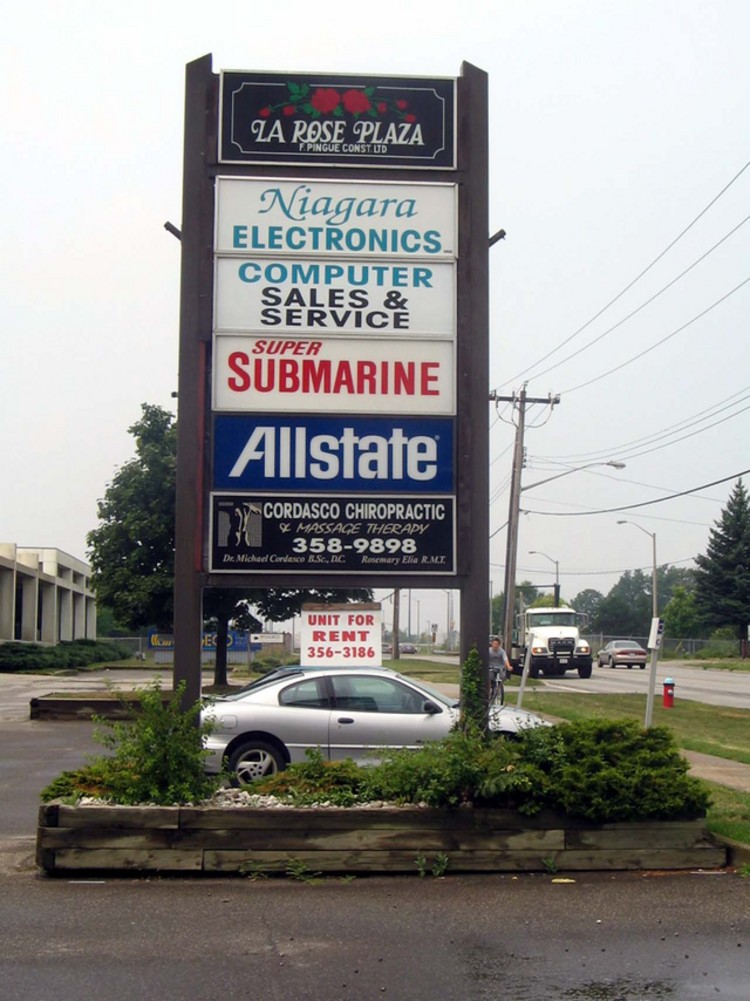 LA ROSE PLAZA
F. PINGUE CONST. LTD
Niagara
ELECTRONICS
COMPUTER
SALES &
SERVICE
SUPER
SUBMARINE
Allstate
CORDASCO CHIROPRACTIC
& MASSAGE THERAPY
358-9898
Dr. Michael Cordasco B.Sc., D.C. Rosemary Elia R.M.T.
UNIT FOR
RENT
356-3186